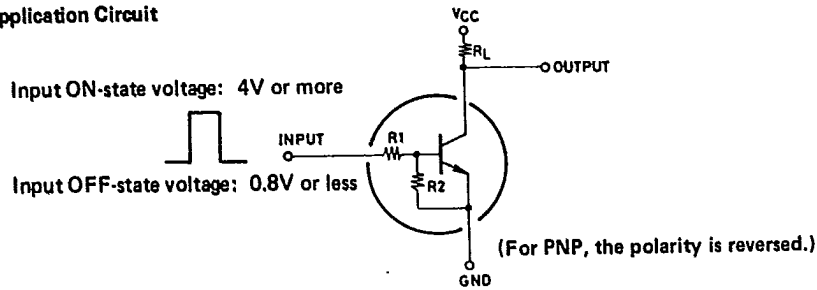 pplication Circuit
VCC
RL
OUTPUT
Input ON-state voltage: 4V or more
INPUT
R1
R2
Input OFF-state voltage: 0.8V or less
(For PNP, the polarity is reversed.)
GND